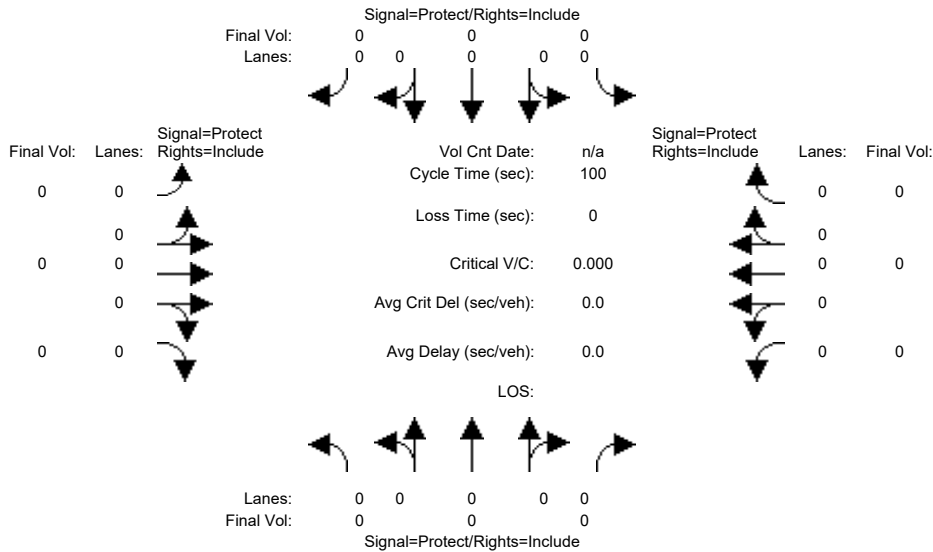 Signal=Protect/Rights=Include
Final Vol: 0 0 0
Lanes: 0 0 0 0 0
Signal=Protect Signal=Protect
Final Vol: Lanes: Rights=Include Vol Cnt Date: n/a Rights=Include Lanes: Final Vol:
Cycle Time (sec): 100
0 0 0 0
Loss Time (sec): 0
0 0
0 0 Critical V/C: 0.000 0 0
0 Avg Crit Del (sec/veh): 0.0 0
0 0 Avg Delay (sec/veh): 0.0 0 0
LOS:
Lanes: 0 0 0 0 0
Final Vol: 0 0 0
Signal=Protect/Rights=Include